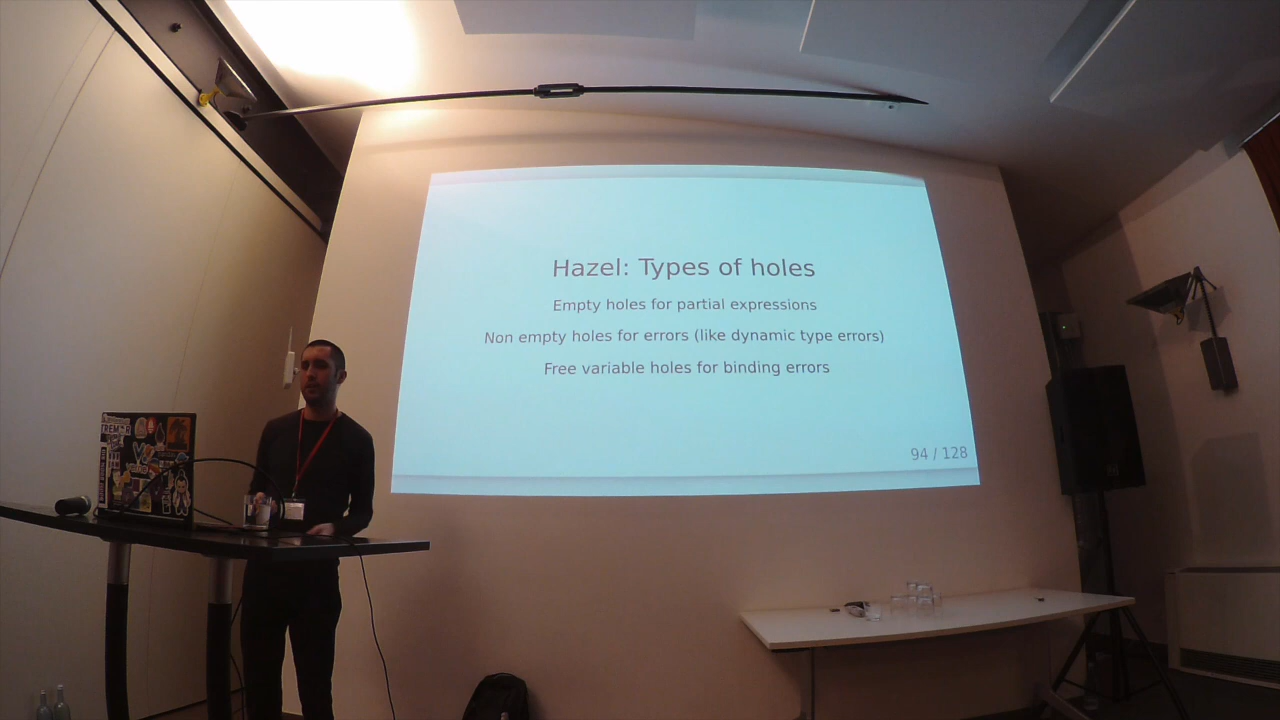 Hazel: Types of holes
Empty holes for partial expressions
Non empty holes for errors (like dynamic type errors)
Free variable holes for binding errors
94 / 128
TREMOR